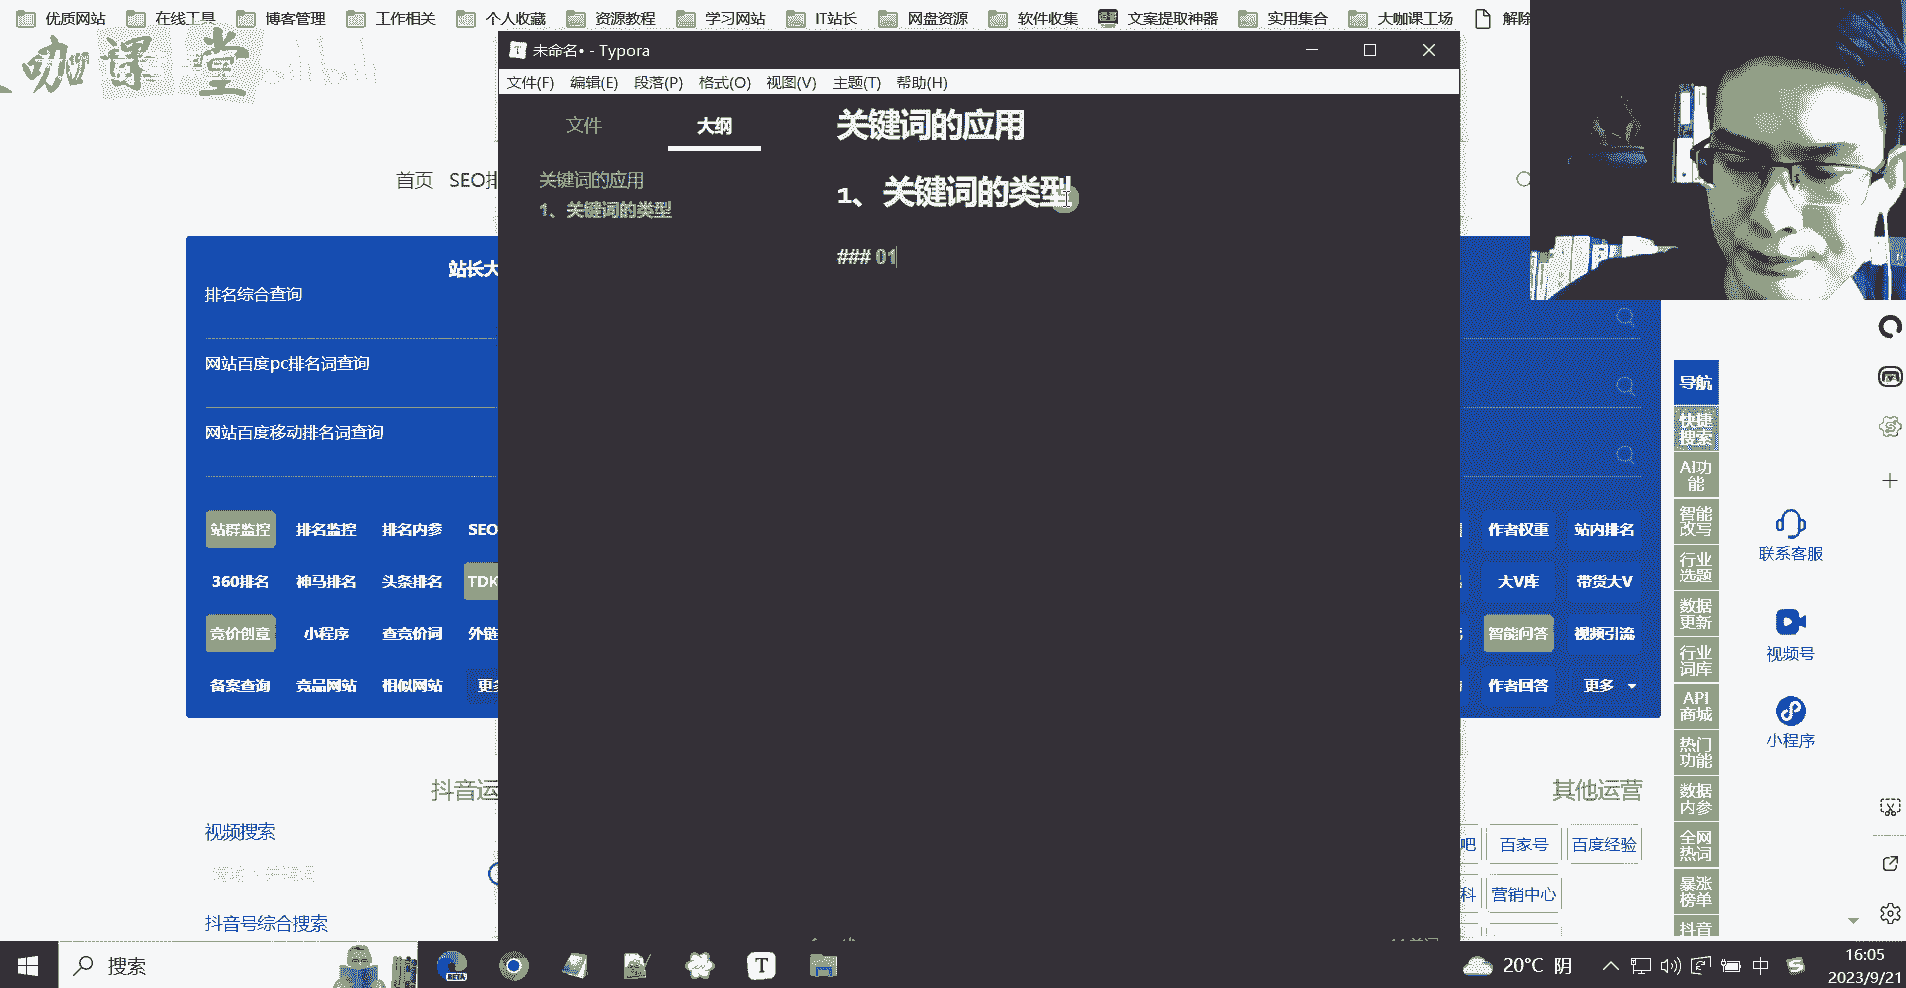 优质网站 在线工具 博客管理 工作相关 个人收藏 资源教程 学习网站 IT站长 网盘资源 软件收集 文案提取神器 实用集合 大咖课工场 解除
咖课堂
未命名• - Typora
文件(F) 编辑(E) 段落(P) 格式(O) 视图(V) 主题(T) 帮助(H)
文件 大纲
关键词的应用
1、关键词的类型
关键词的应用
1、关键词的类型
### 01
首页 SEO排
站长大
排名综合查询
网站百度pc排名词查询
网站百度移动排名词查询
站群监控 排名监控 排名内参 SEO
360排名 神马排名 头条排名 TDK
竞价创意 小程序 查竞价词 外链
备案查询 竞品网站 相似网站 更多
作者权重 站内排名
大V库 带货大V
智能问答 视频引流
作者回答 更多
抖音运
视频搜索
抖音号综合搜索
其他运营
吧 百家号 百度经验
科 营销中心
导航
快捷搜索
AI功能
智能改写
行业选题
数据更新
行业词库
API商城
热门功能
数据内参
全网热词
暴涨榜单
抖音
联系客服
视频号
小程序
搜索
20°C 阴
中
16:05
2023/9/21